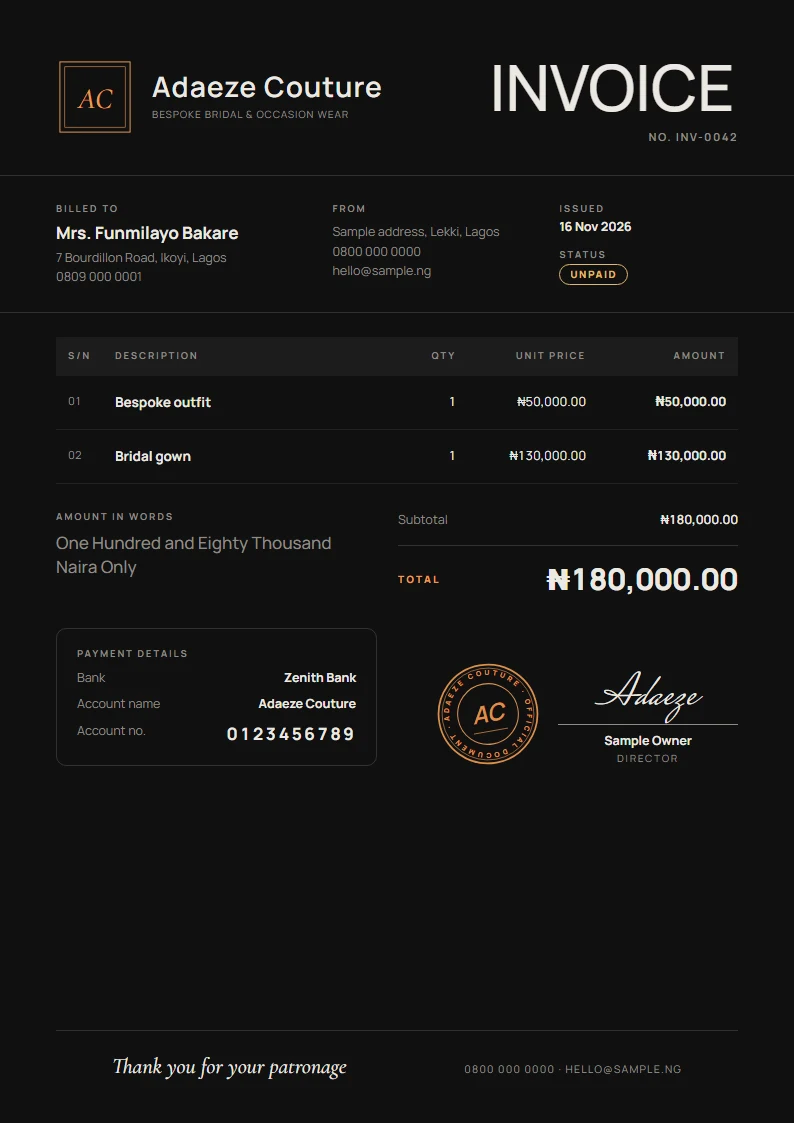 AC
Adaeze Couture
BESPOKE BRIDAL & OCCASION WEAR
INVOICE
NO. INV-0042
BILLED TO
Mrs. Funmilayo Bakare
7 Bourdillon Road, Ikoyi, Lagos
0809 000 0001
FROM
Sample address, Lekki, Lagos
0800 000 0000
hello@sample.ng
ISSUED
16 Nov 2026
STATUS
UNPAID
S/N DESCRIPTION QTY UNIT PRICE AMOUNT
01 Bespoke outfit 1 ₦50,000.00 ₦50,000.00
02 Bridal gown 1 ₦130,000.00 ₦130,000.00
AMOUNT IN WORDS
One Hundred and Eighty Thousand
Naira Only
Subtotal ₦180,000.00
TOTAL ₦180,000.00
PAYMENT DETAILS
Bank Zenith Bank
Account name Adaeze Couture
Account no. 0123456789
ADAEZE COUTURE · OFFICIAL DOCUMENT ·
AC
Adaeze
Sample Owner
DIRECTOR
Thank you for your patronage
0800 000 0000 · HELLO@SAMPLE.NG